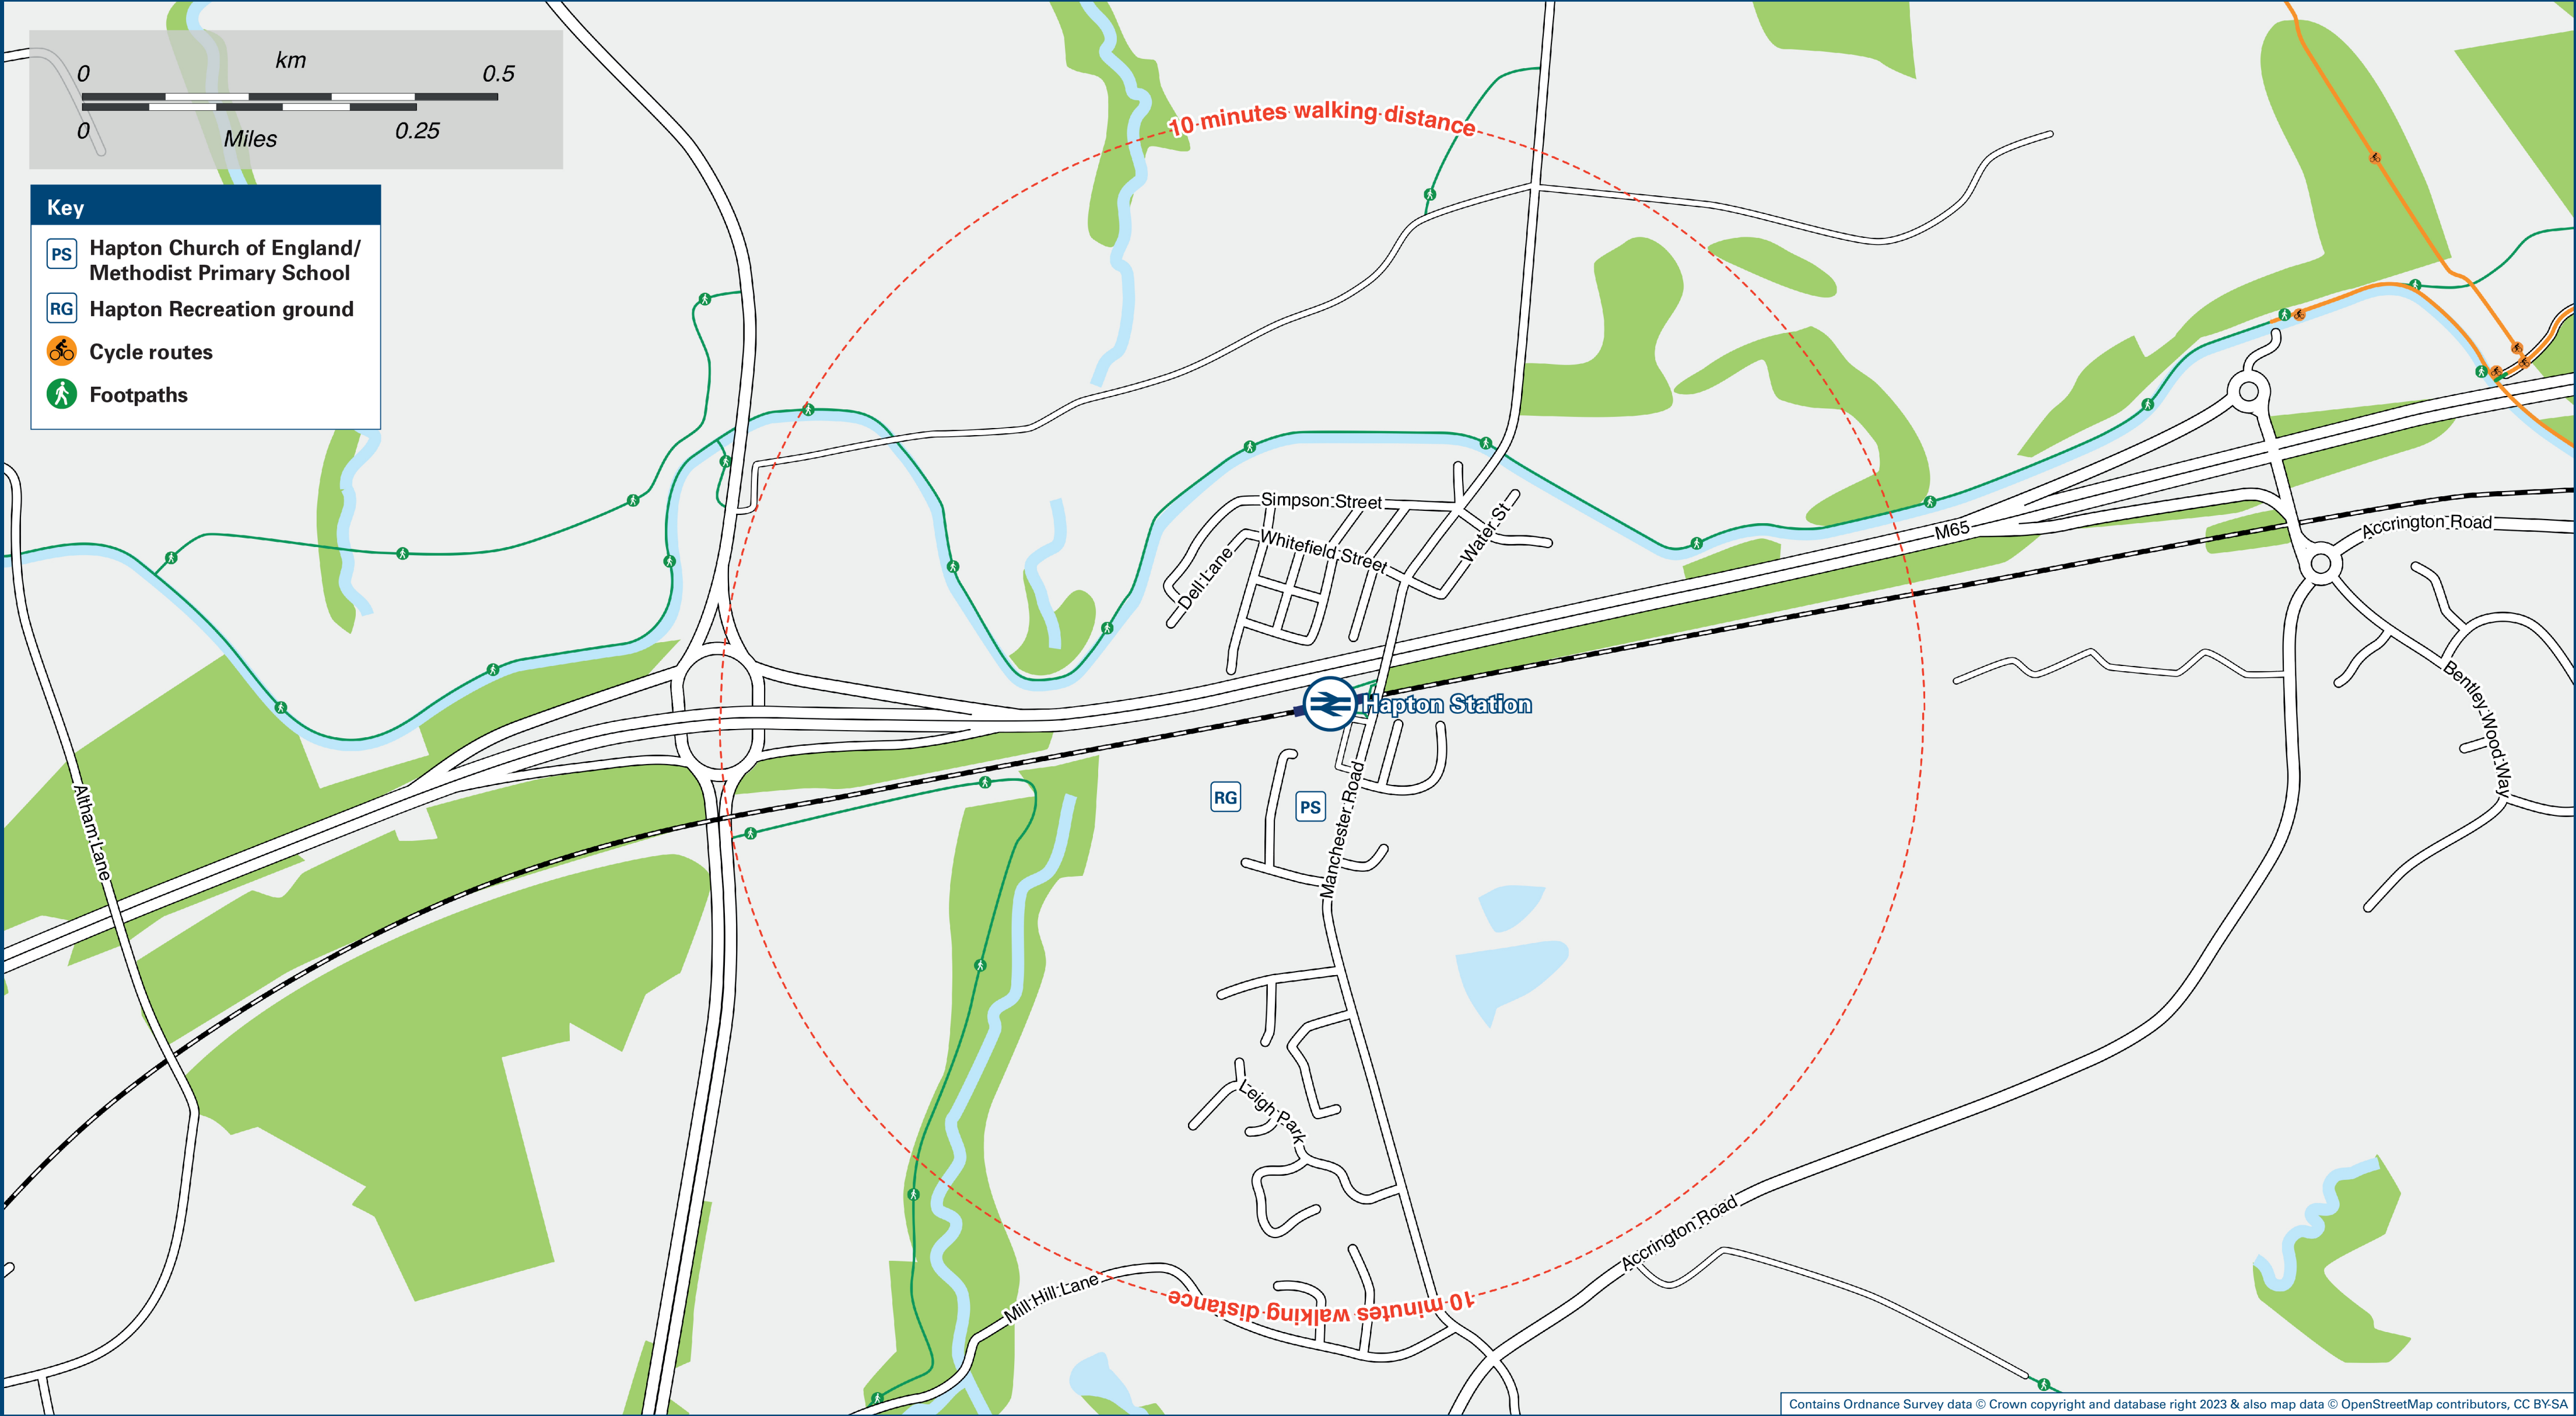 km
0 0.5
0 0.25
Miles
Key
PS Hapton Church of England/
Methodist Primary School
RG Hapton Recreation ground
Cycle routes
Footpaths
10 minutes walking distance
Simpson Street
Whitefield Street
Water St
Dell Lane
M65
Accrington Road
Bentley Wood Way
Hapton Station
RG
PS
Manchester Road
Altham Lane
Leigh Park
Accrington Road
Mill Hill Lane
10 minutes walking distance
Contains Ordnance Survey data © Crown copyright and database right 2023 & also map data © OpenStreetMap contributors, CC BY-SA